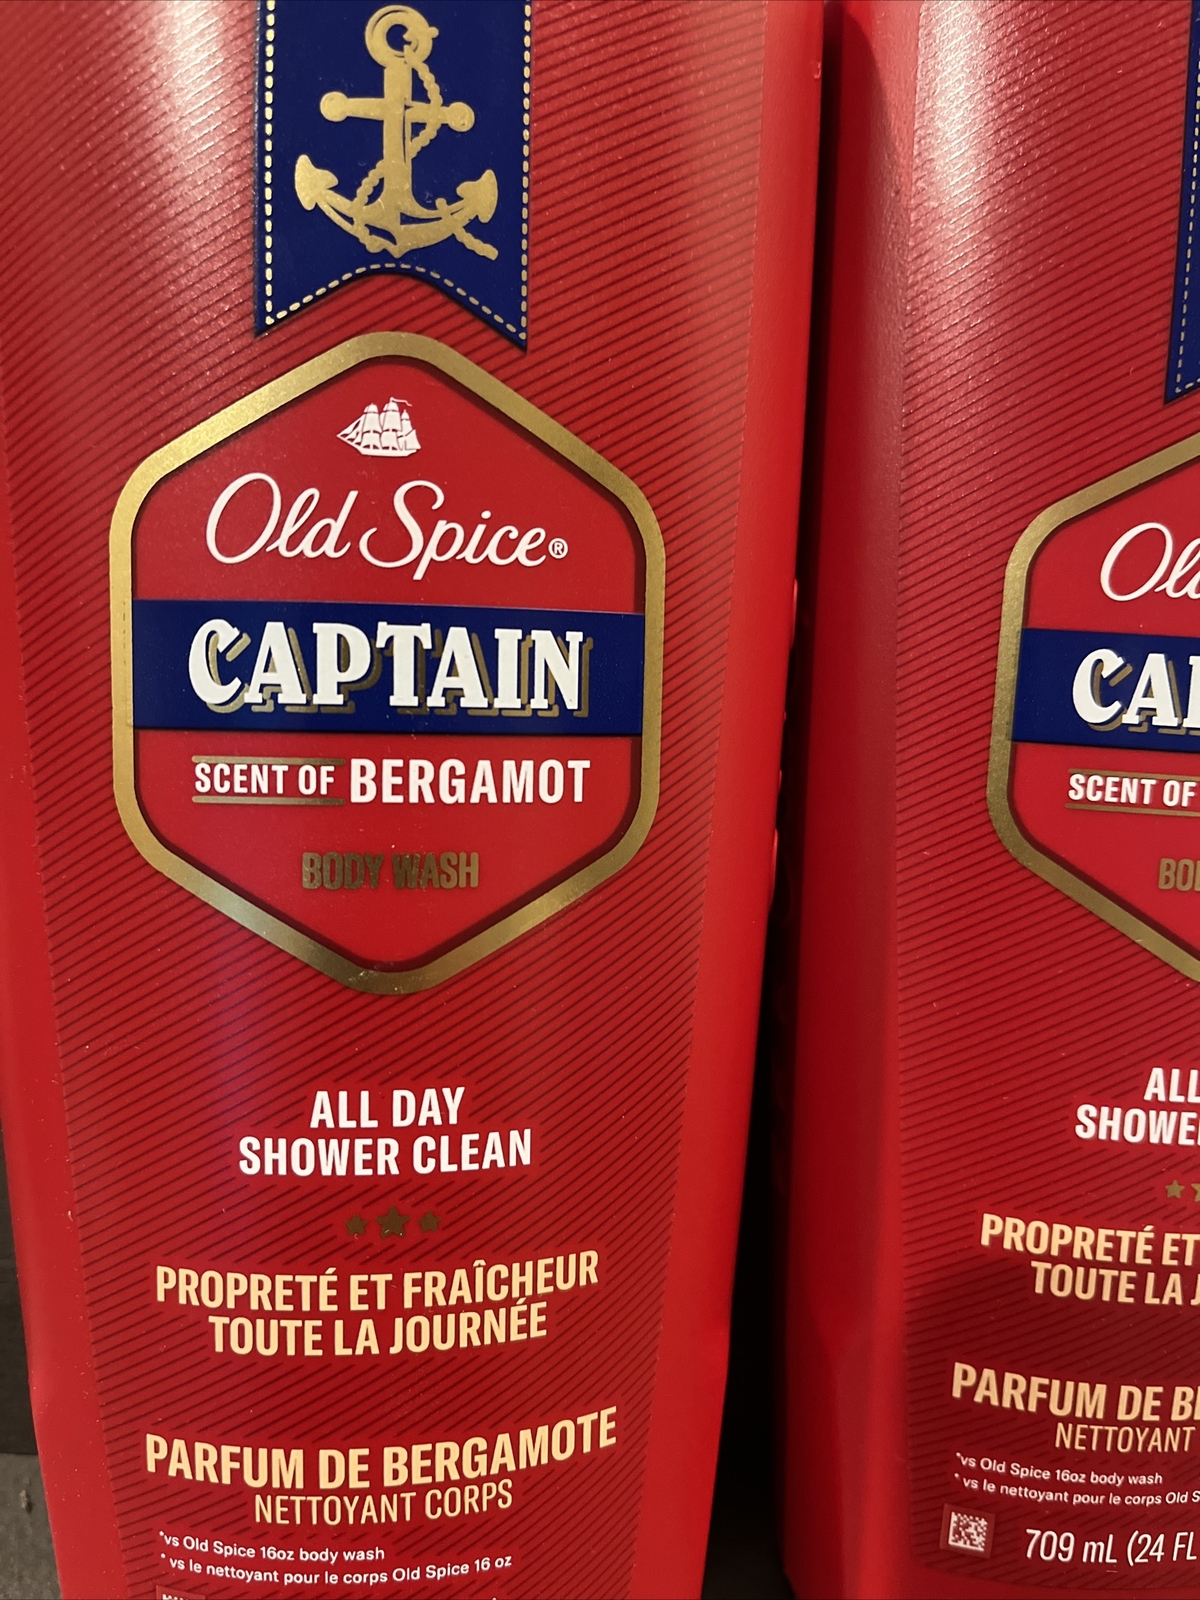 Old Spice®
CAPTAIN
SCENT OF BERGAMOT
BODY WASH
ALL DAY
SHOWER CLEAN
PROPRETÉ ET FRAÎCHEUR
TOUTE LA JOURNÉE
PARFUM DE BERGAMOTE
NETTOYANT CORPS
*vs Old Spice 16oz body wash
* vs le nettoyant pour le corps Old Spice 16 oz
Ol
CA
SCENT OF
BO
ALL
SHOWE
PROPRETÉ ET
TOUTE LA J
PARFUM DE B
NETTOYANT
*vs Old Spice 16oz body wash
* vs le nettoyant pour le corps Old S
709 mL (24 FL